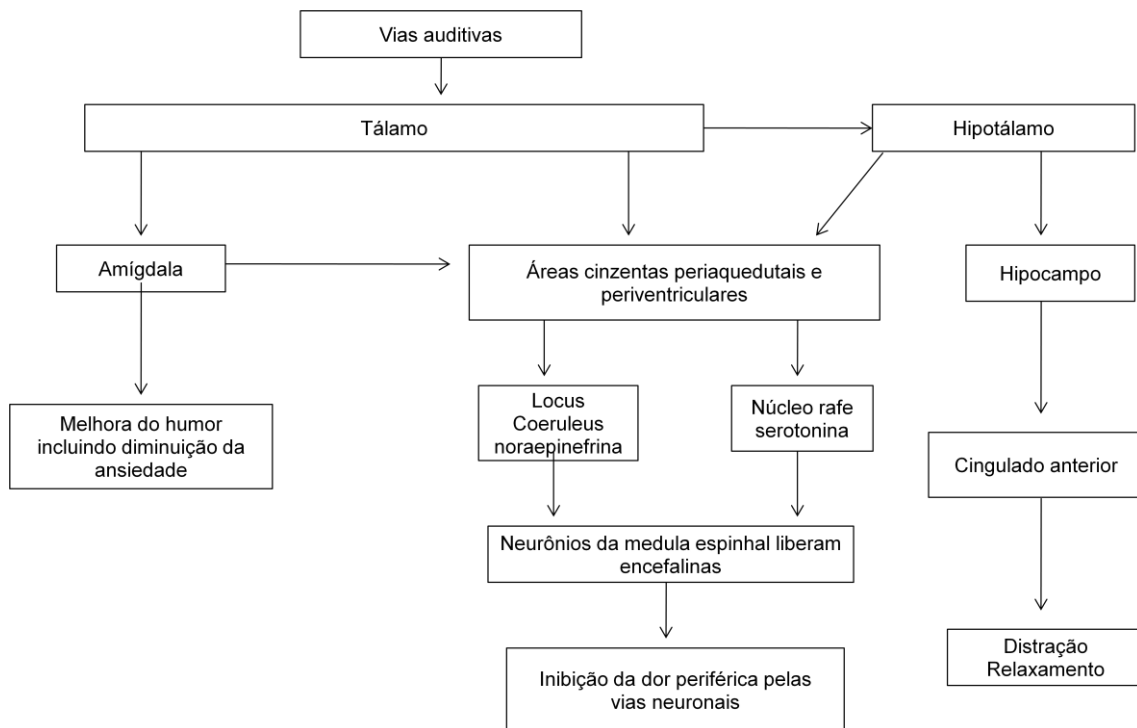 Vias auditivas
Tálamo
Hipotálamo
Amígdala
Áreas cinzentas periaquedutais e
periventriculares
Hipocampo
Melhora do humor
incluindo diminuição da
ansiedade
Locus
Coeruleus
noraepinefrina
Núcleo rafe
serotonina
Cingulado anterior
Neurônios da medula espinhal liberam
encefalinas
Inibição da dor periférica pelas
vias neuronais
Distração
Relaxamento